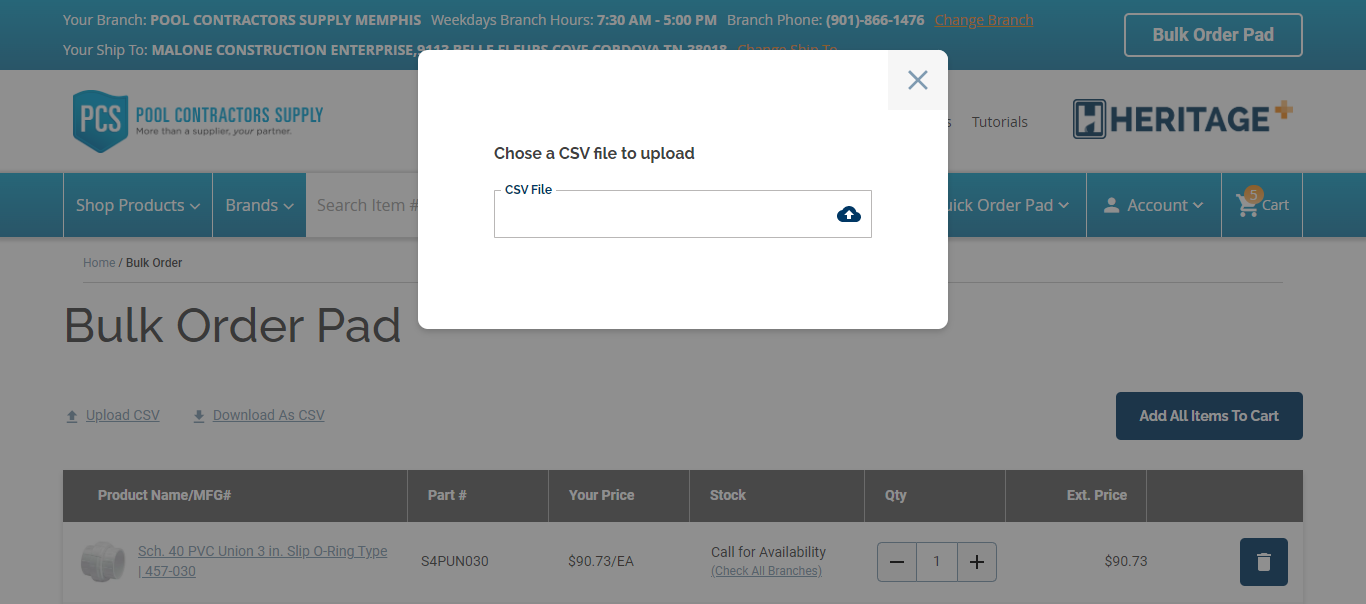 Your Branch: POOL CONTRACTORS SUPPLY MEMPHIS Weekdays Branch Hours: 7:30 AM - 5:00 PM Branch Phone: (901)-866-1476 Change Branch
Bulk Order Pad
Your Ship To: MALONE CONSTRUCTION ENTERPRISE,9113 BELLE FLEURS COVE CORDOVA TN 38018 Change Ship To
PCS POOL CONTRACTORS SUPPLY
More than a supplier, your partner.
Tutorials
HERITAGE+
Chose a CSV file to upload
CSV File
Shop Products
Brands
Search Item #
uick Order Pad
Account
5
Cart
Home / Bulk Order
Bulk Order Pad
Upload CSV
Download As CSV
Add All Items To Cart
Product Name/MFG# Part # Your Price Stock Qty Ext. Price
Sch. 40 PVC Union 3 in. Slip O-Ring Type
| 457-030
S4PUN030
$90.73/EA
Call for Availability
(Check All Branches)
1
$90.73